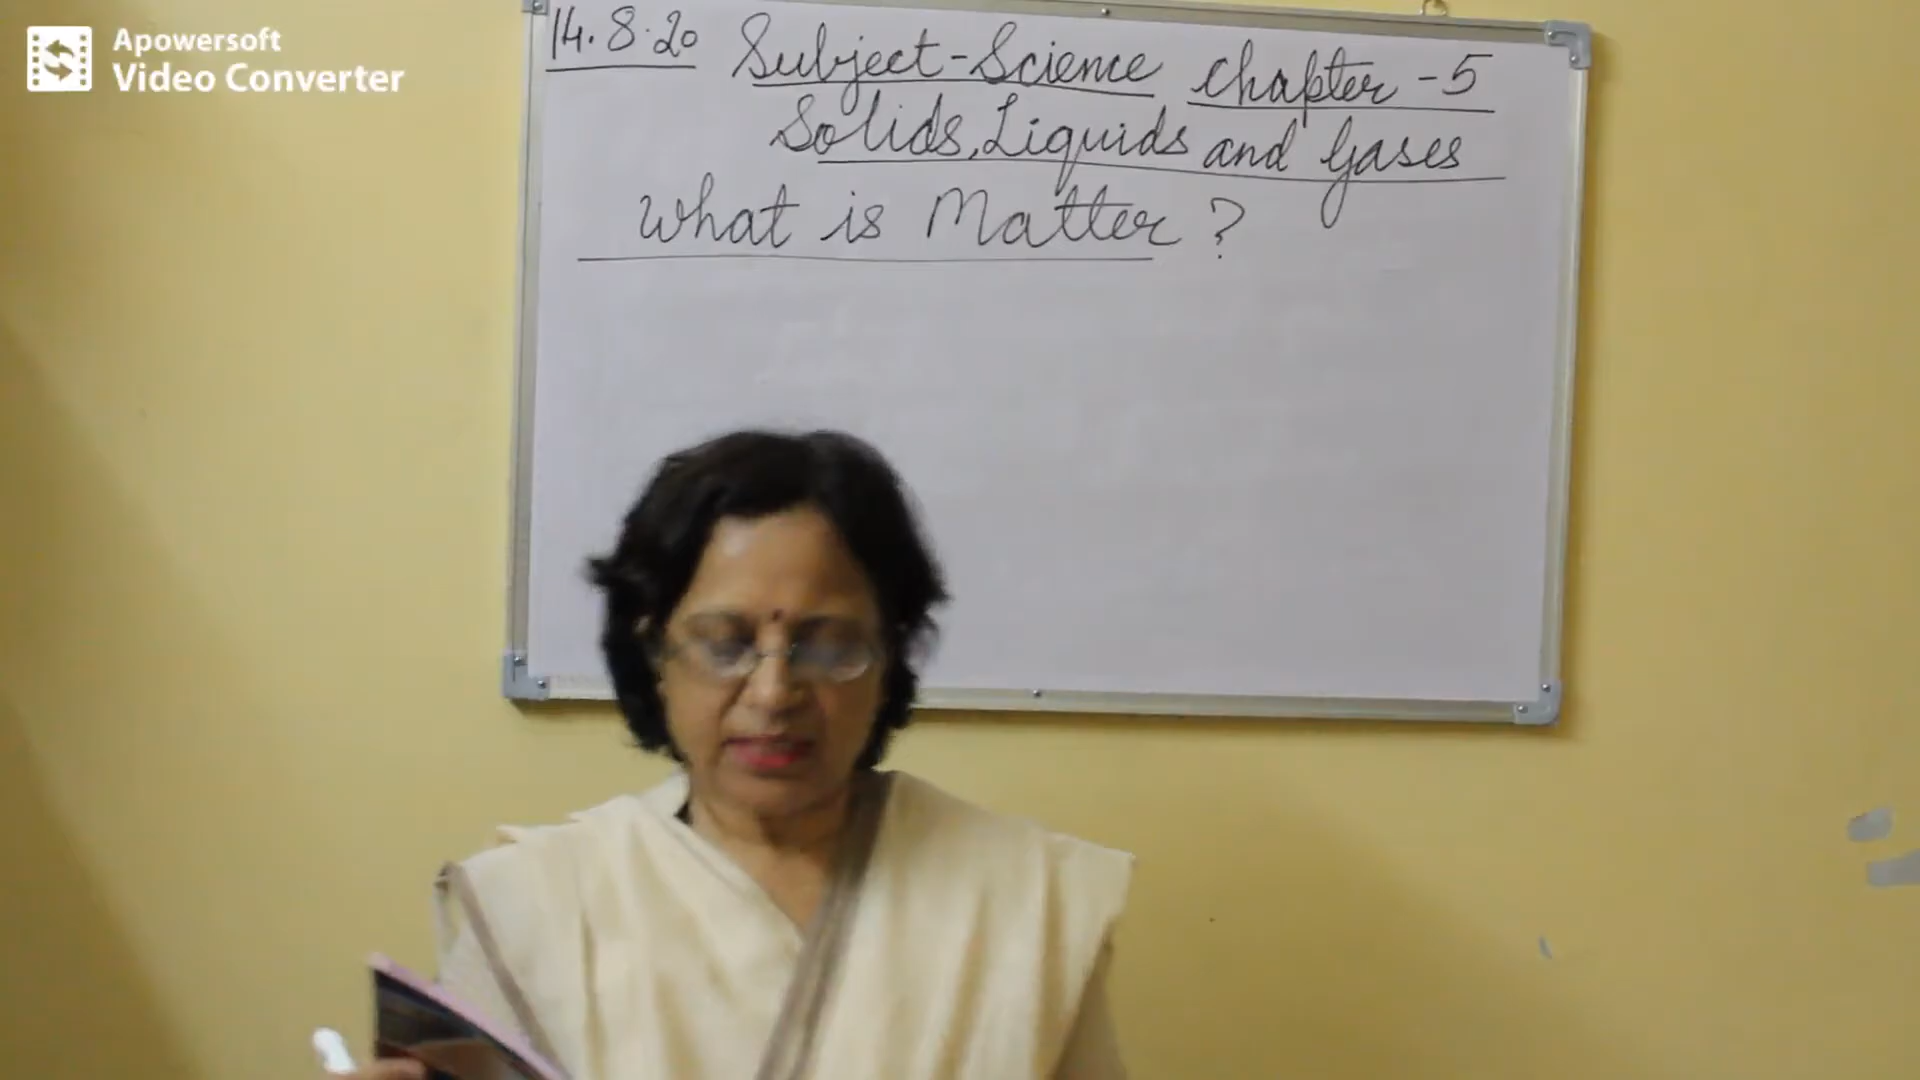 Apowersoft
Video Converter
14.8.20 Subject-Science Chapter-5
Solids, Liquids and Gases
What is Matter?